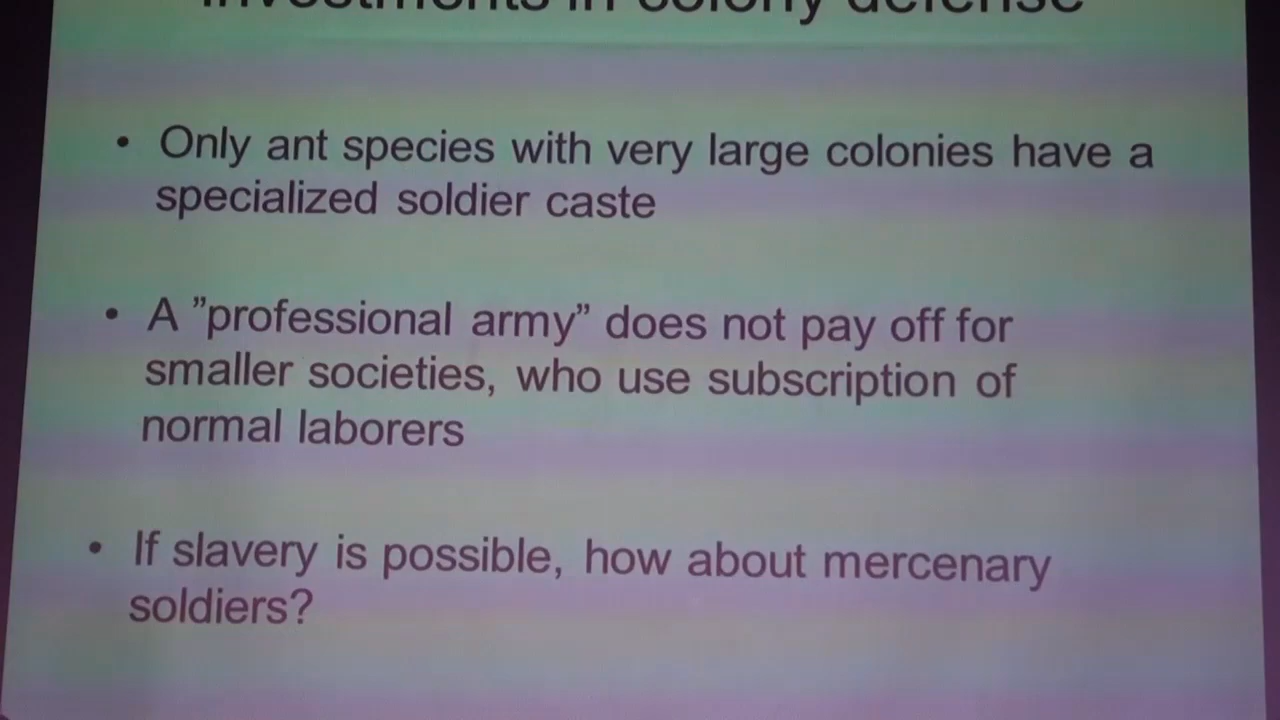 Investments in colony defense
• Only ant species with very large colonies have a
specialized soldier caste
• A ”professional army” does not pay off for
smaller societies, who use subscription of
normal laborers
• If slavery is possible, how about mercenary
soldiers?